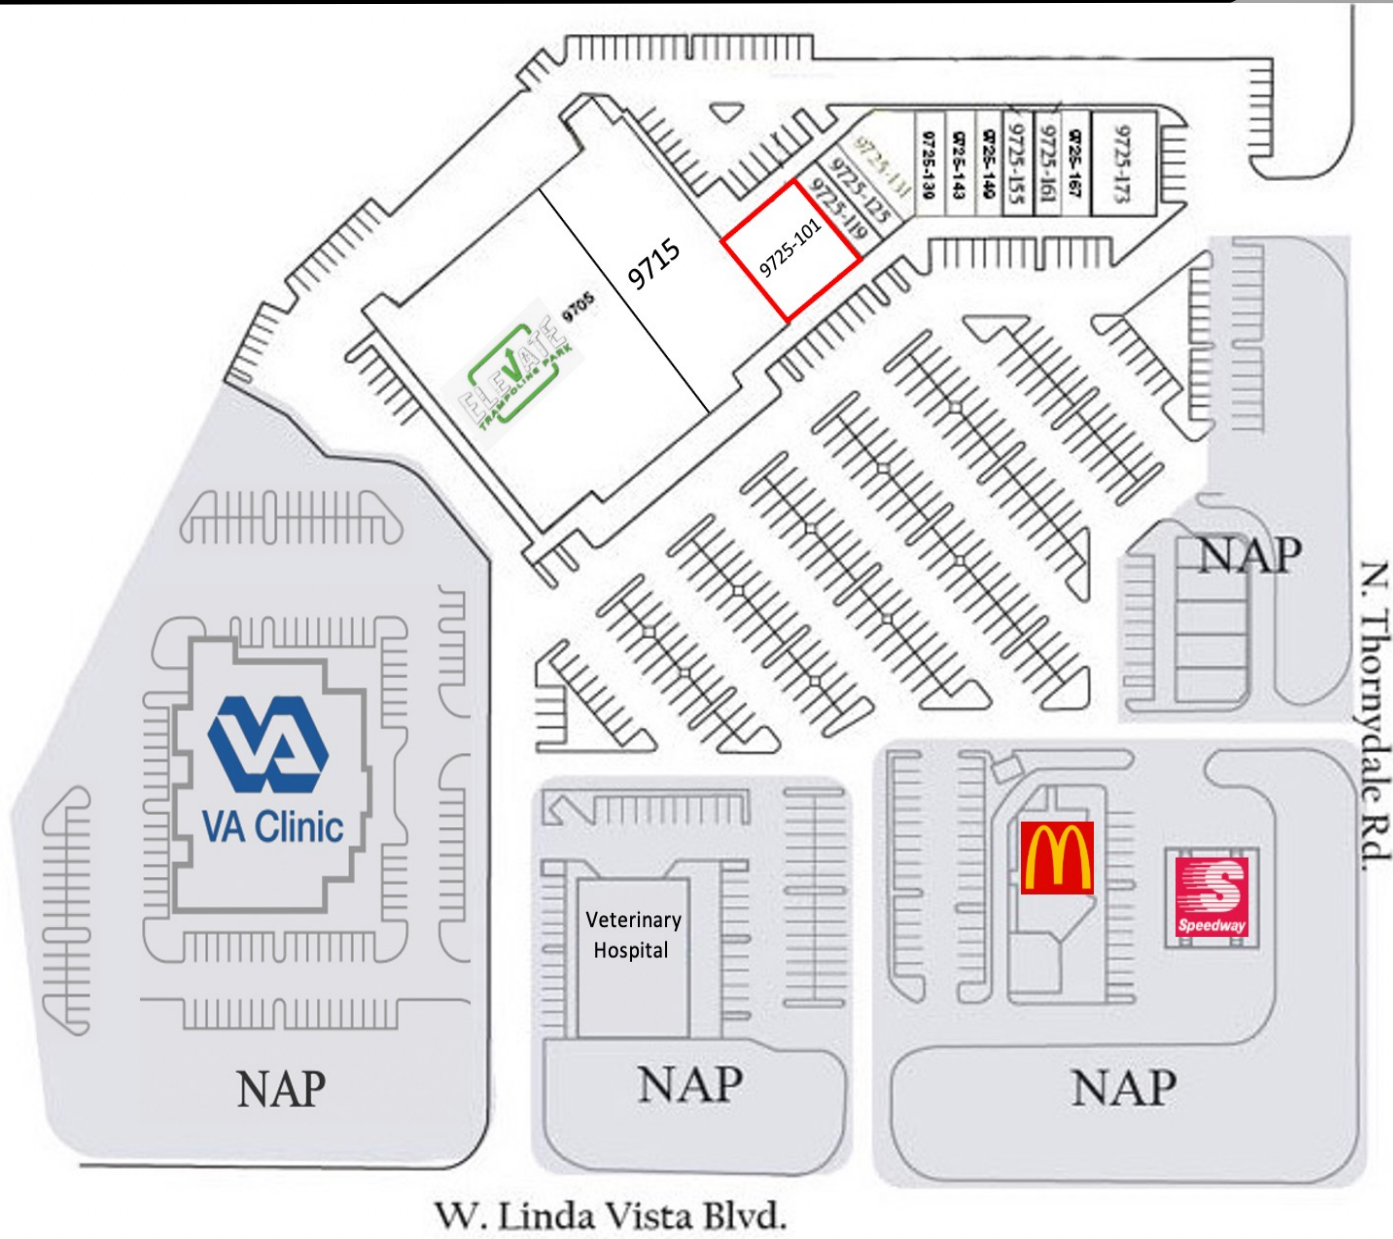 9725-131
9725-125
9725-119
9725-139
9725-143
9725-149
9725-155
9725-161
9725-167
9725-173
9725-101
9715
9705
ELEVATE
TRAMPOLINE PARK
NAP
N. Thornydale Rd.
VA
VA Clinic
NAP
Veterinary
Hospital
NAP
M
S
Speedway
NAP
W. Linda Vista Blvd.